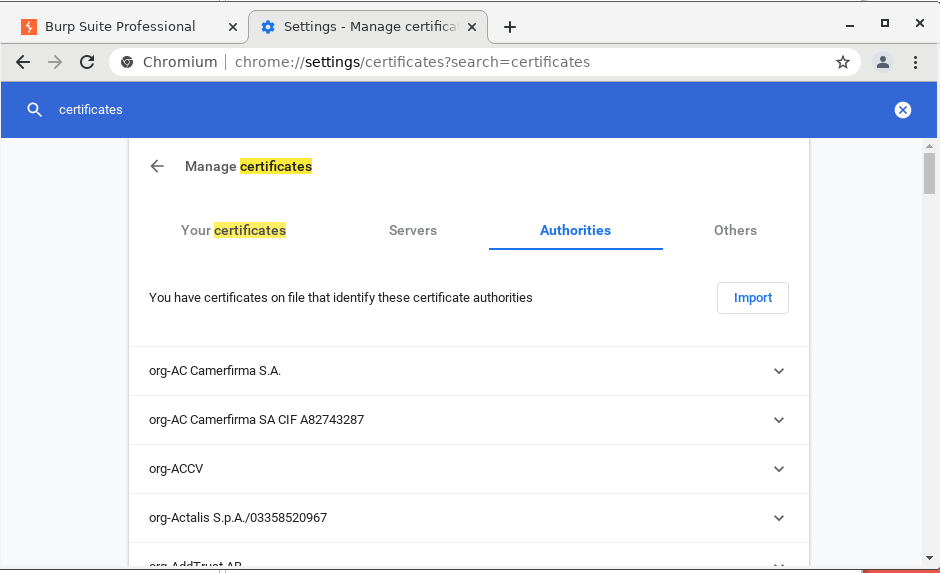 Burp Suite Professional
Settings - Manage certifica
Chromium | chrome://settings/certificates?search=certificates
certificates
Manage certificates
Your certificates Servers Authorities Others
You have certificates on file that identify these certificate authorities Import
org-AC Camerfirma S.A.
org-AC Camerfirma SA CIF A82743287
org-ACCV
org-Actalis S.p.A./03358520967
org-AddTrust AB